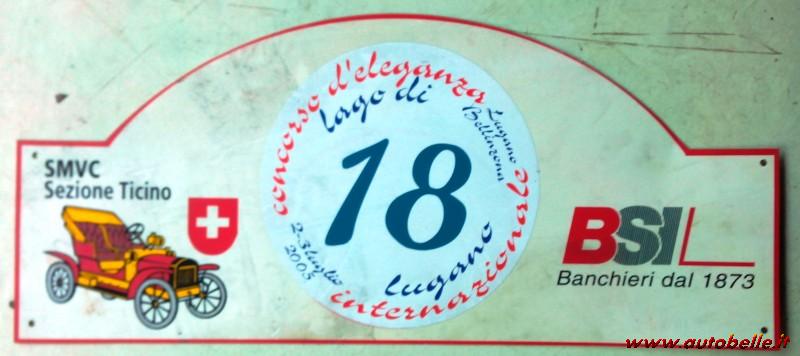 SMVC
Sezione Ticino
concorso d'eleganza
internazionale
lago di
lugano
Lugano
Bellinzona
18
2-3 luglio
2005
BSI
Banchieri dal 1873
www.autobelle.it